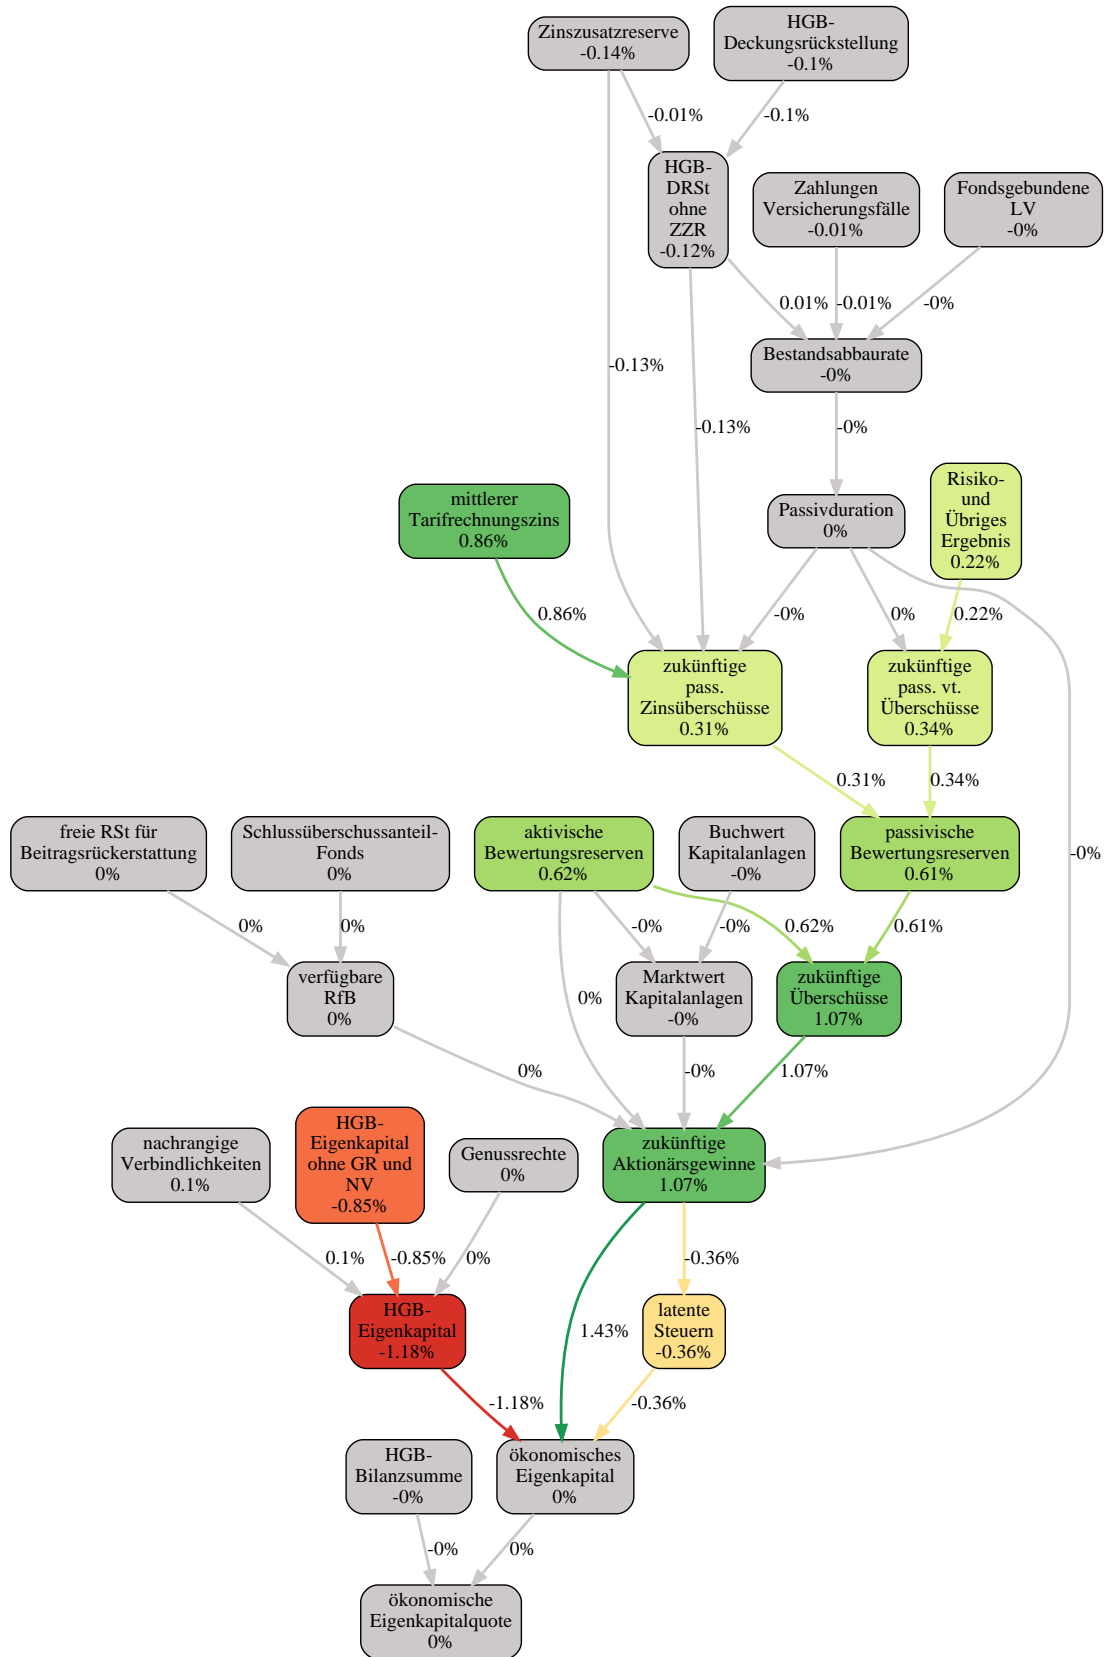 Zinszusatzreserve
-0.14%
HGB-
Deckungsrückstellung
-0.1%
-0.01%
-0.1%
HGB-
DRSt
ohne
ZZR
-0.12%
Zahlungen
Versicherungsfälle
-0.01%
Fondsgebundene
LV
-0%
0.01%
-0.01%
-0%
Bestandsabbaurate
-0%
-0.13%
-0.13%
-0%
mittlerer
Tarifrechnungszins
0.86%
Passivduration
0%
Risiko-
und
Übriges
Ergebnis
0.22%
0.86%
-0%
0%
0.22%
zukünftige
pass.
Zinsüberschüsse
0.31%
zukünftige
pass. vt.
Überschüsse
0.34%
0.31%
0.34%
-0%
freie RSt für
Beitragsrückerstattung
0%
Schlussüberschussanteil-
Fonds
0%
aktivische
Bewertungsreserven
0.62%
Buchwert
Kapitalanlagen
-0%
passivische
Bewertungsreserven
0.61%
0%
0%
0%
-0%
-0%
0.62%
0.61%
verfügbare
RfB
0%
Marktwert
Kapitalanlagen
-0%
zukünftige
Überschüsse
1.07%
0%
-0%
1.07%
nachrangige
Verbindlichkeiten
0.1%
HGB-
Eigenkapital
ohne GR und
NV
-0.85%
Genussrechte
0%
zukünftige
Aktionärsgewinne
1.07%
0.1%
-0.85%
0%
-0.36%
HGB-
Eigenkapital
-1.18%
1.43%
latente
Steuern
-0.36%
-1.18%
-0.36%
HGB-
Bilanzsumme
-0%
ökonomisches
Eigenkapital
0%
-0%
0%
ökonomische
Eigenkapitalquote
0%